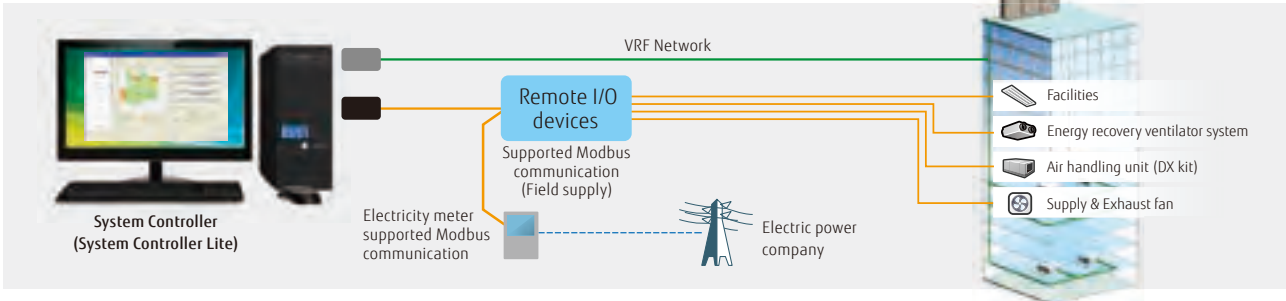 VRF Network
Remote I/O
devices
Supported Modbus
communication
(Field supply)
Facilities
Energy recovery ventilator system
Air handling unit (DX kit)
Supply & Exhaust fan
System Controller
(System Controller Lite)
Electricity meter
supported Modbus
communication
Electric power
company